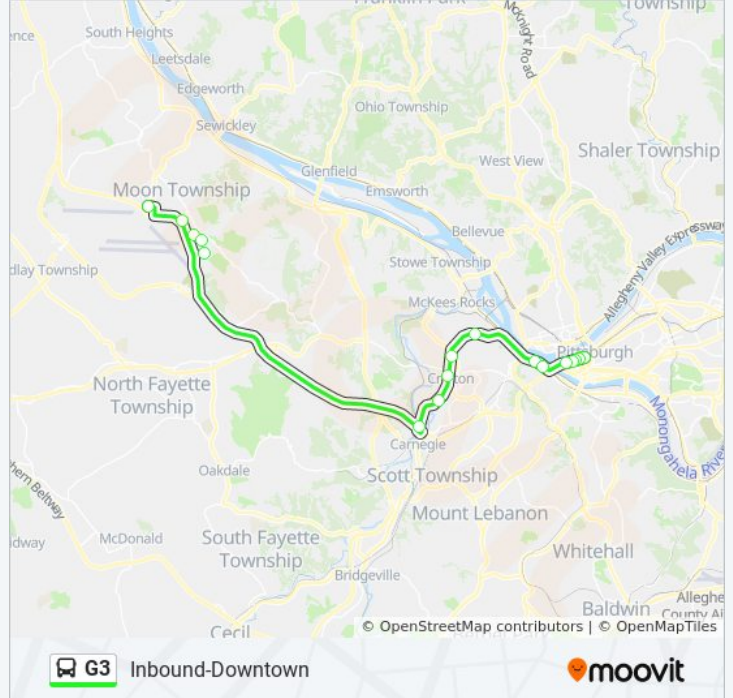 Franklin Park
Township
McKnight Road
South Heights
ence
Leetsdale
Edgeworth
Ohio Township
Sewickley
Shaler Township
West View
Glenfield
Moon Township
Emsworth
Bellevue
Allegheny Valley Expressway
Stowe Township
dlay Township
McKees Rocks
Pittsburgh
Crafton
North Fayette
Township
Monongahela River
Carnegie
Oakdale
Scott Township
hern Beltway
Mount Lebanon
McDonald
South Fayette
Township
dway
Whitehall
Bridgeville
Allleghe
County Ai
Baldwin
Cecil
© OpenStreetMap contributors | © OpenMapTiles
G3 Inbound-Downtown
moovit